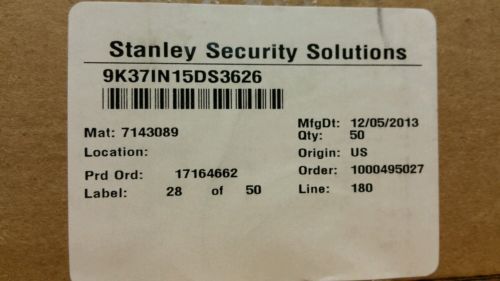 Stanley Security Solutions
9K37IN15DS3626
Mat: 7143089
Location:
Prd Ord: 17164662
Label: 28 of 50
MfgDt: 12/05/2013
Qty: 50
Origin: US
Order: 1000495027
Line: 180